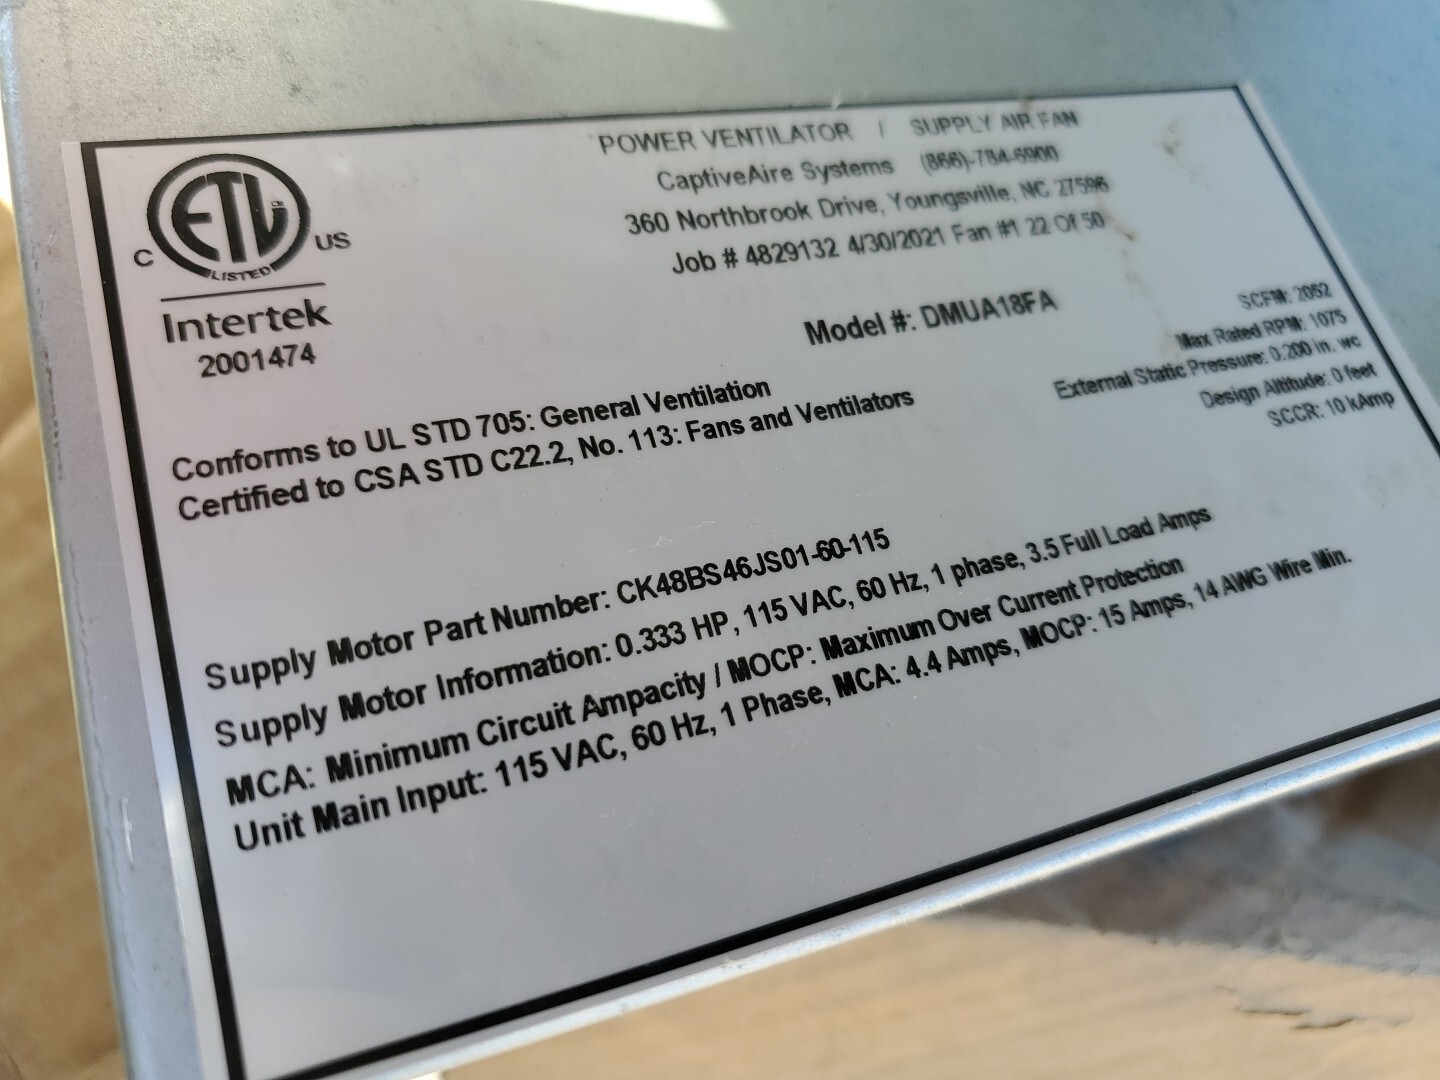 POWER VENTILATOR / SUPPLY AIR FAN
CaptiveAire Systems (866)-784-6900
360 Northbrook Drive, Youngsville, NC 27596
Job # 4829132 4/30/2021 Fan #1 22 Of 50
C ETL CM US
LISTED
Intertek
2001474
Model #: DMUA18FA
SCFM: 2052
Max Rated RPM: 1075
External Static Pressure: 0.200 in. wc
Design Altitude: 0 feet
SCCR: 10 kAmp
Conforms to UL STD 705: General Ventilation
Certified to CSA STD C22.2, No. 113: Fans and Ventilators
Supply Motor Part Number: CK48BS46JS01-60-115
Supply Motor Information: 0.333 HP, 115 VAC, 60 Hz, 1 phase, 3.5 Full Load Amps
MCA: Minimum Circuit Ampacity / MOCP: Maximum Over Current Protection
Unit Main Input: 115 VAC, 60 Hz, 1 Phase, MCA: 4.4 Amps, MOCP: 15 Amps, 14 AWG Wire Min.